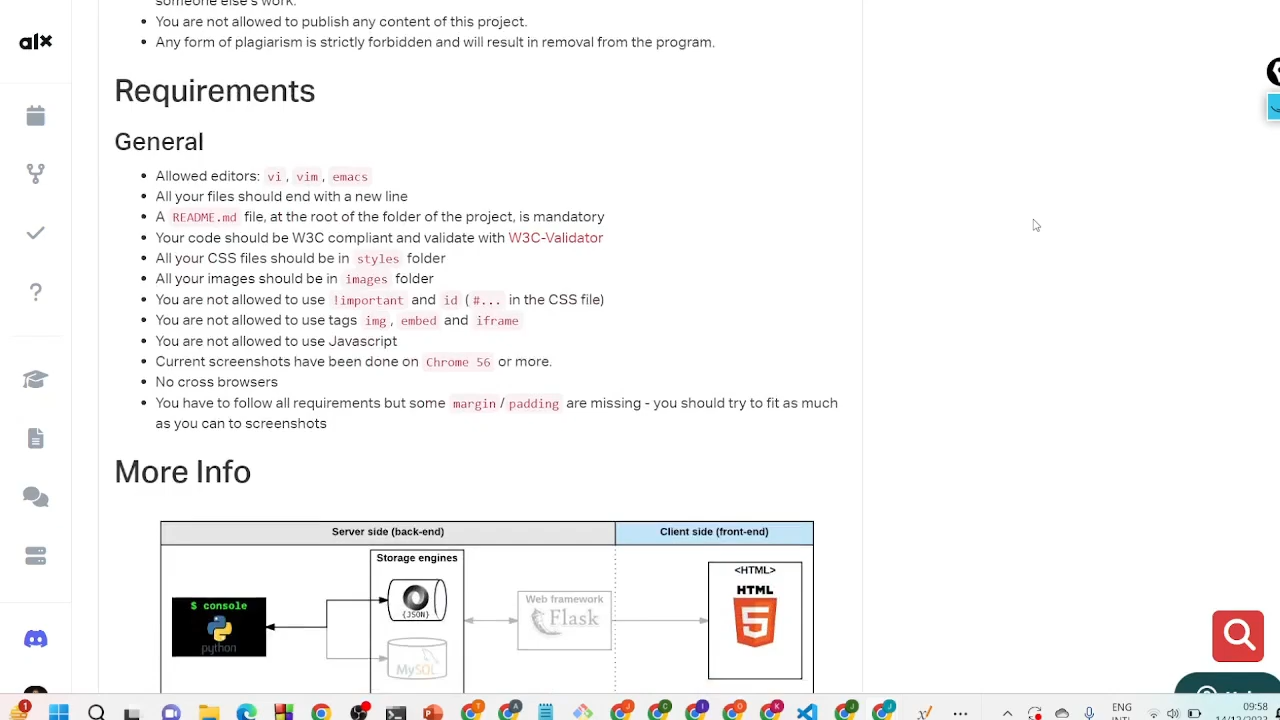 someone else's work.
You are not allowed to publish any content of this project.
Any form of plagiarism is strictly forbidden and will result in removal from the program.
alx
Requirements
General
Allowed editors: vi, vim, emacs
All your files should end with a new line
A README.md file, at the root of the folder of the project, is mandatory
Your code should be W3C compliant and validate with W3C-Validator
All your CSS files should be in styles folder
All your images should be in images folder
You are not allowed to use !important and id (#... in the CSS file)
You are not allowed to use tags img, embed and iframe
You are not allowed to use Javascript
Current screenshots have been done on Chrome 56 or more.
No cross browsers
You have to follow all requirements but some margin/padding are missing - you should try to fit as much
as you can to screenshots
More Info
Server side (back-end)
Client side (front-end)
Storage engines
<HTML>
HTML
5
$ console
python
{JSON}
MySQL
Web framework
Flask
ENG
09:58